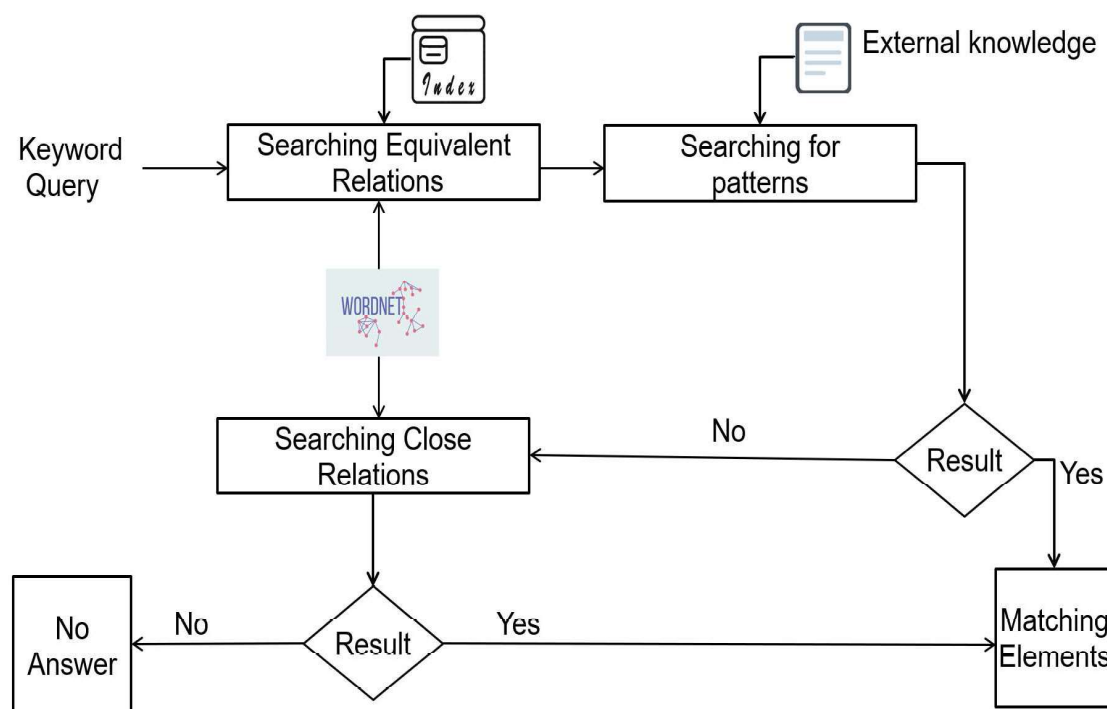 Index
External knowledge
Keyword
Query
Searching Equivalent
Relations
Searching for
patterns
WORDNET
Searching Close
Relations
No
Result
Yes
No
Answer
No
Result
Yes
Matching
Elements